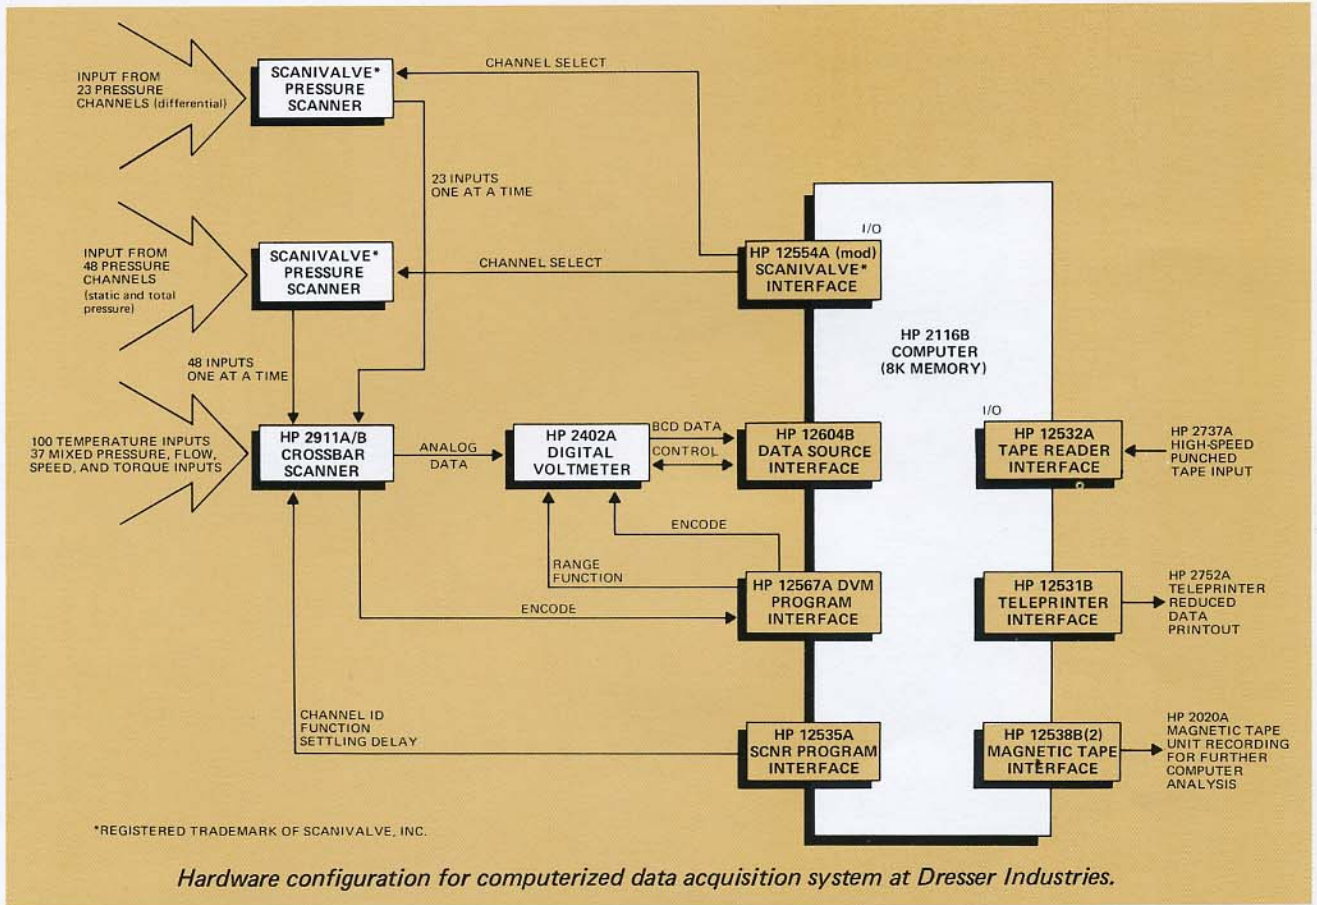 INPUT FROM
23 PRESSURE
CHANNELS (differential)
SCANIVALVE*
PRESSURE
SCANNER
CHANNEL SELECT
23 INPUTS
ONE AT A TIME
INPUT FROM
48 PRESSURE
CHANNELS
(static and total
pressure)
SCANIVALVE*
PRESSURE
SCANNER
CHANNEL SELECT
I/O
HP 12554A (mod)
SCANIVALVE*
INTERFACE
HP 2116B
COMPUTER
(8K MEMORY)
48 INPUTS
ONE AT A TIME
100 TEMPERATURE INPUTS
37 MIXED PRESSURE, FLOW,
SPEED, AND TORQUE INPUTS
HP 2911A/B
CROSSBAR
SCANNER
ANALOG
DATA
HP 2402A
DIGITAL
VOLTMETER
BCD DATA
CONTROL
HP 12604B
DATA SOURCE
INTERFACE
I/O
HP 12532A
TAPE READER
INTERFACE
HP 2737A
HIGH-SPEED
PUNCHED
TAPE INPUT
ENCODE
RANGE
FUNCTION
ENCODE
HP 12567A DVM
PROGRAM
INTERFACE
HP 12531B
TELEPRINTER
INTERFACE
HP 2752A
TELEPRINTER
REDUCED
DATA
PRINTOUT
CHANNEL ID
FUNCTION
SETTLING DELAY
HP 12535A
SCNR PROGRAM
INTERFACE
HP 12538B(2)
MAGNETIC TAPE
INTERFACE
HP 2020A
MAGNETIC TAPE
UNIT RECORDING
FOR FURTHER
COMPUTER
ANALYSIS
*REGISTERED TRADEMARK OF SCANIVALVE, INC.
Hardware configuration for computerized data acquisition system at Dresser Industries.